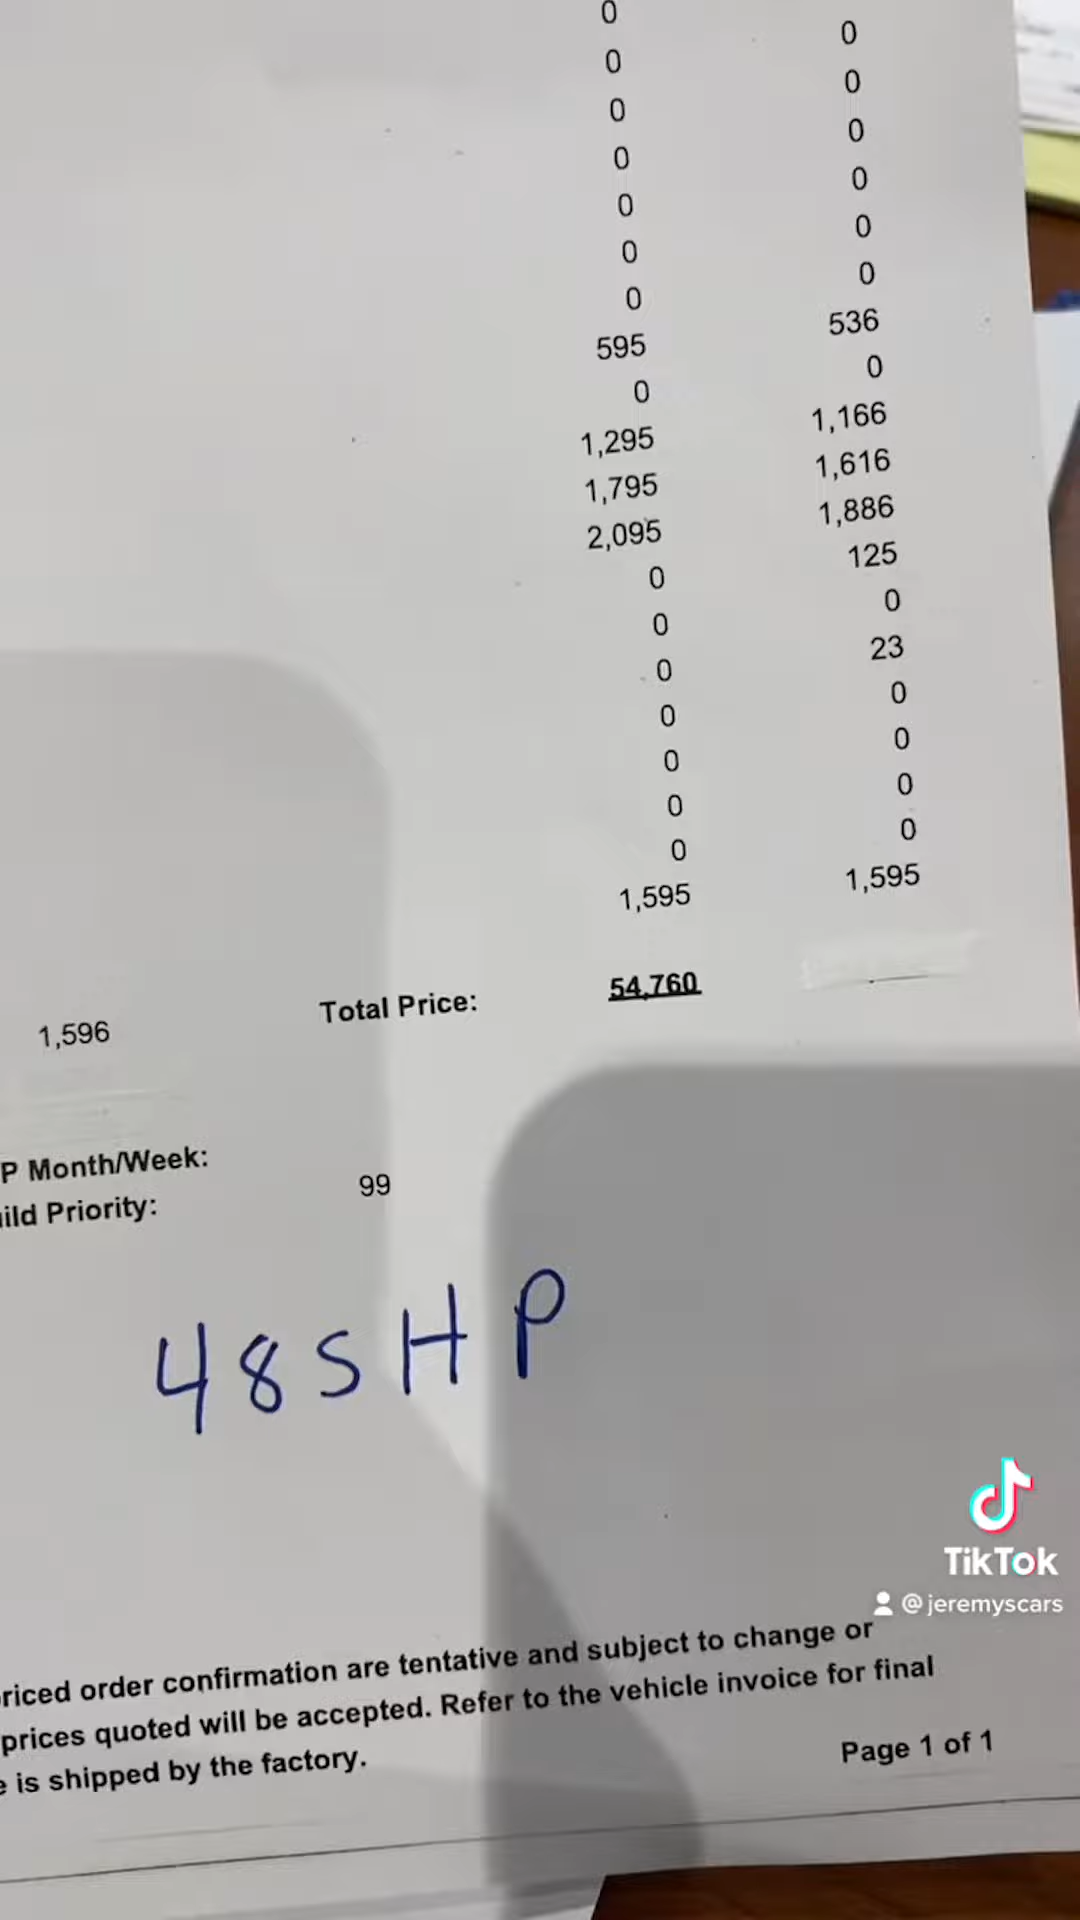 0
0 0
0 0
0 0
0 0
0 0
0 0
0 536
595 0
0 1,166
1,295 1,616
1,795 1,886
2,095 125
0 0
0 23
0 0
0 0
0 0
0 0
0 1,595
1,595
1,596 Total Price: 54,760
P Month/Week:
ild Priority: 99
48SHP
TikTok
@jeremyscars
riced order confirmation are tentative and subject to change or
prices quoted will be accepted. Refer to the vehicle invoice for final
e is shipped by the factory.
Page 1 of 1